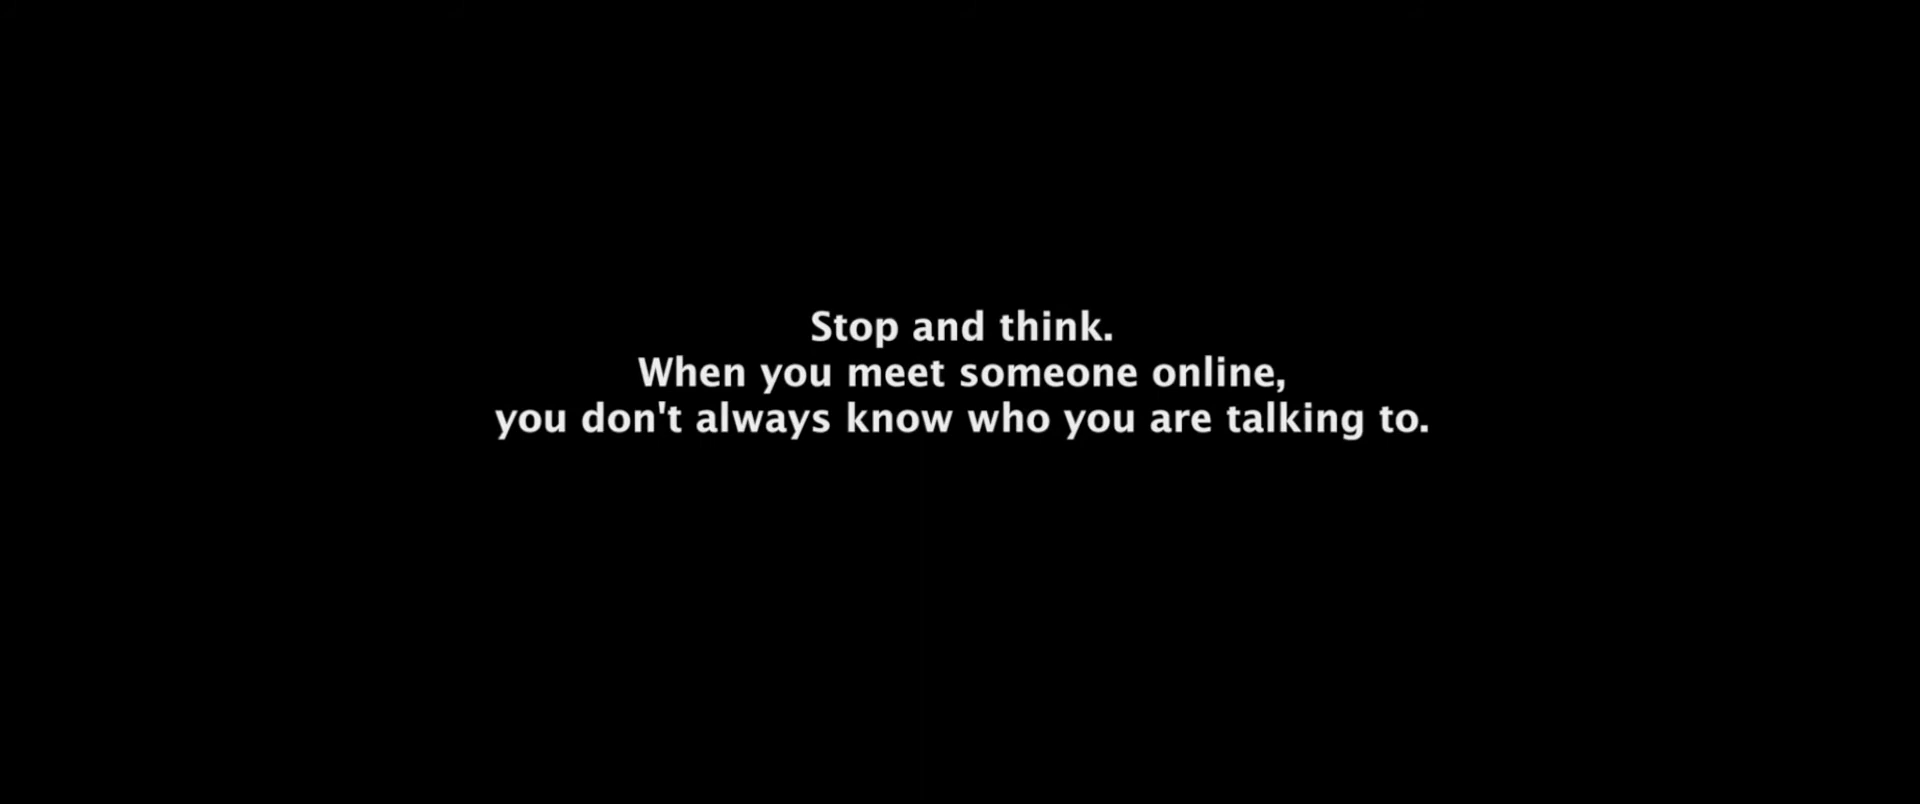 Stop and think.
When you meet someone online,
you don't always know who you are talking to.